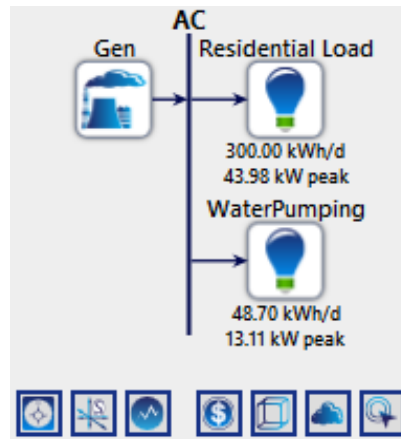 AC
Gen
Residential Load
300.00 kWh/d
43.98 kW peak
WaterPumping
48.70 kWh/d
13.11 kW peak
S
$